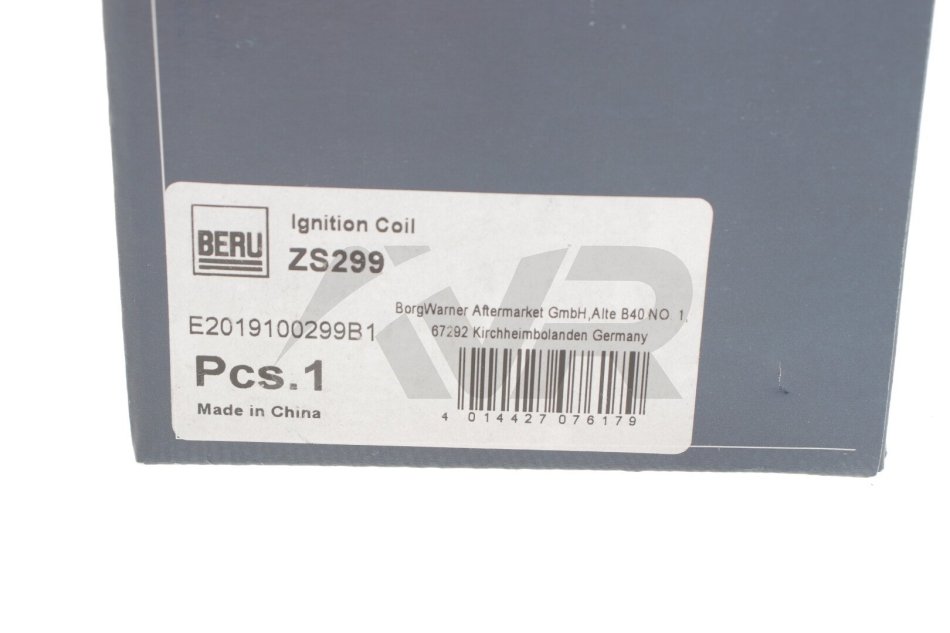 BERU
Ignition Coil
ZS299
BorgWarner Aftermarket GmbH,Alte B40 NO 1,
67292 Kirchheimbolanden Germany
E2019100299B1
Pcs.1
Made in China
4 014427 076179